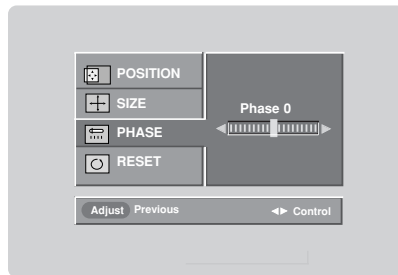 POSITION
SIZE
PHASE
RESET
Phase 0
Adjust Previous
Control